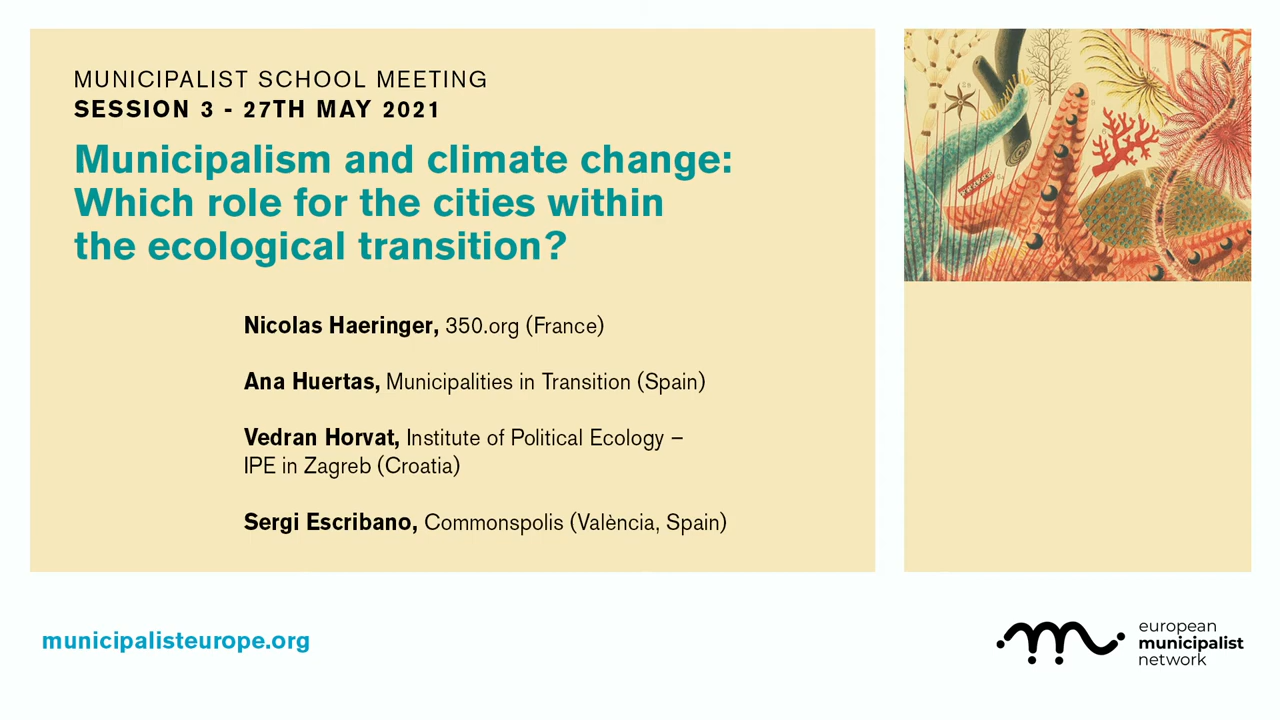 MUNICIPALIST SCHOOL MEETING
SESSION 3 - 27TH MAY 2021
Municipalism and climate change:
Which role for the cities within
the ecological transition?
Nicolas Haeringer, 350.org (France)
Ana Huertas, Municipalities in Transition (Spain)
Vedran Horvat, Institute of Political Ecology –
IPE in Zagreb (Croatia)
Sergi Escribano, Commonspolis (València, Spain)
municipalisteurope.org
european
municipalist
network